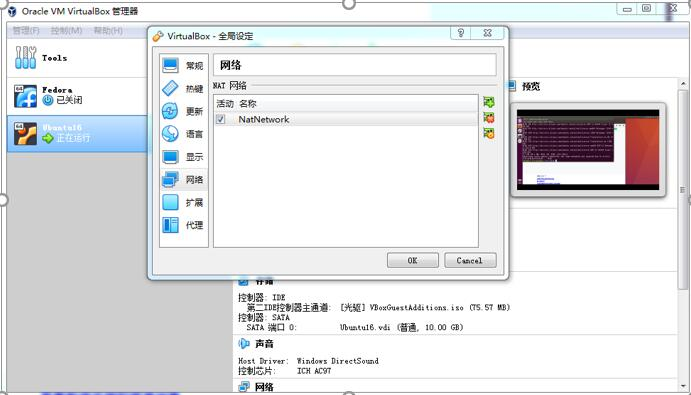 Oracle VM VirtualBox 管理器
管理(F) 控制(M) 帮助(H)
Tools
Fedora
已关闭
Ubuntu16
正在运行
VirtualBox - 全局设定
常规
热键
更新
语言
显示
网络
扩展
代理
网络
NAT 网络
活动 名称
NatNetwork
OK Cancel
预览
存储
控制器: IDE
第二IDE控制器主通道: [光驱] VBoxGuestAdditions.iso (75.57 MB)
控制器: SATA
SATA 端口 0: Ubuntu16.vdi (普通, 10.00 GB)
声音
Host Driver: Windows DirectSound
控制芯片: ICH AC97
网络